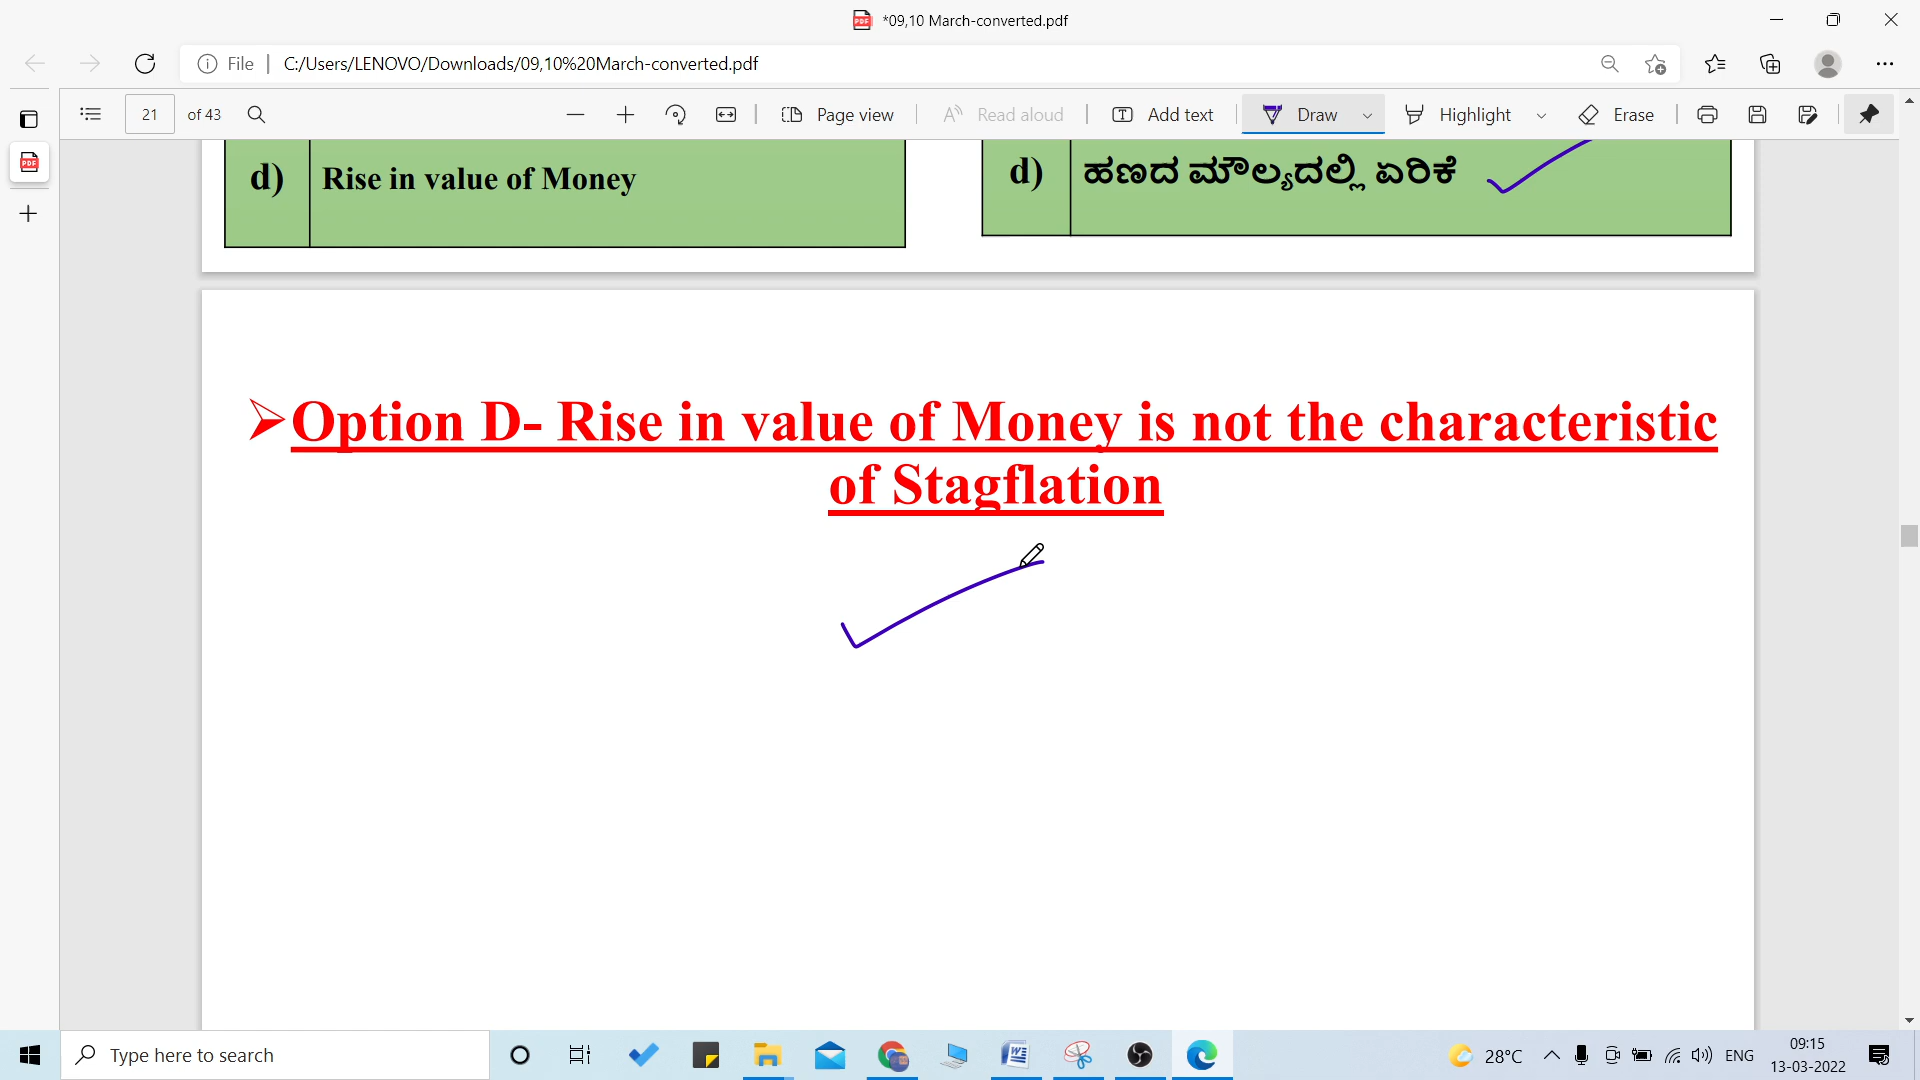 *09,10 March-converted.pdf
File
C:/Users/LENOVO/Downloads/09,10%20March-converted.pdf
21 of 43
Page view
Read aloud
Add text
Draw
Highlight
Erase
d) Rise in value of Money
d) ಹಣದ ಮೌಲ್ಯದಲ್ಲಿ ಏರಿಕೆ
Option D- Rise in value of Money is not the characteristic
of Stagflation
Type here to search
28°C
ENG
09:15
13-03-2022